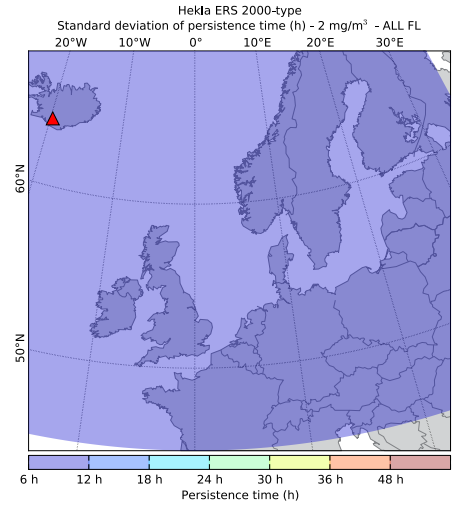 Hekla ERS 2000-type
Standard deviation of persistence time (h) - 2 mg/m³ - ALL FL
20°W 10°W 0° 10°E 20°E 30°E
60°N
50°N
6 h 12 h 18 h 24 h 30 h 36 h 48 h
Persistence time (h)